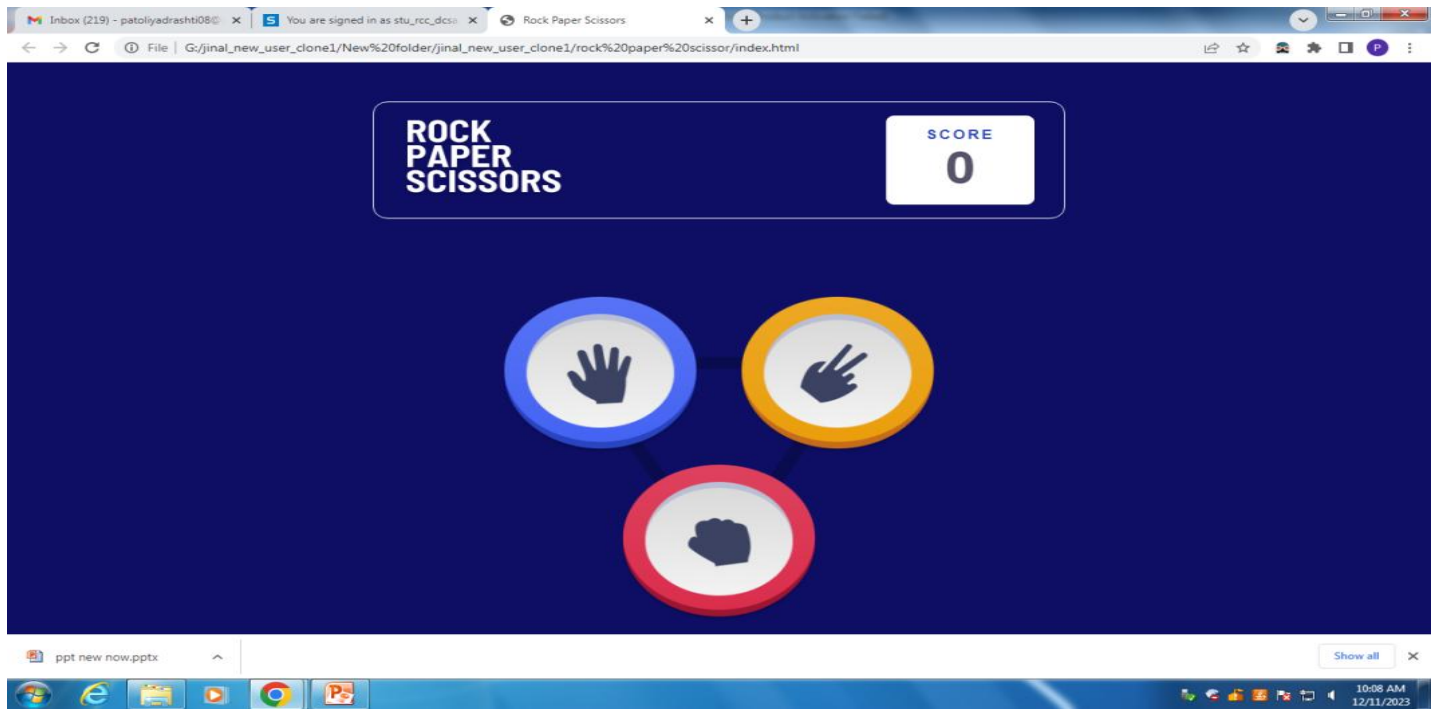 Inbox (219) - patoliyadrashti08@
You are signed in as stu_rcc_dcsa
Rock Paper Scissors
File | G:/jinal_new_user_clone1/New%20folder/jinal_new_user_clone1/rock%20paper%20scissor/index.html
P
ROCK
PAPER
SCISSORS
SCORE
0
ppt new now.pptx
Show all
10:08 AM
12/11/2023